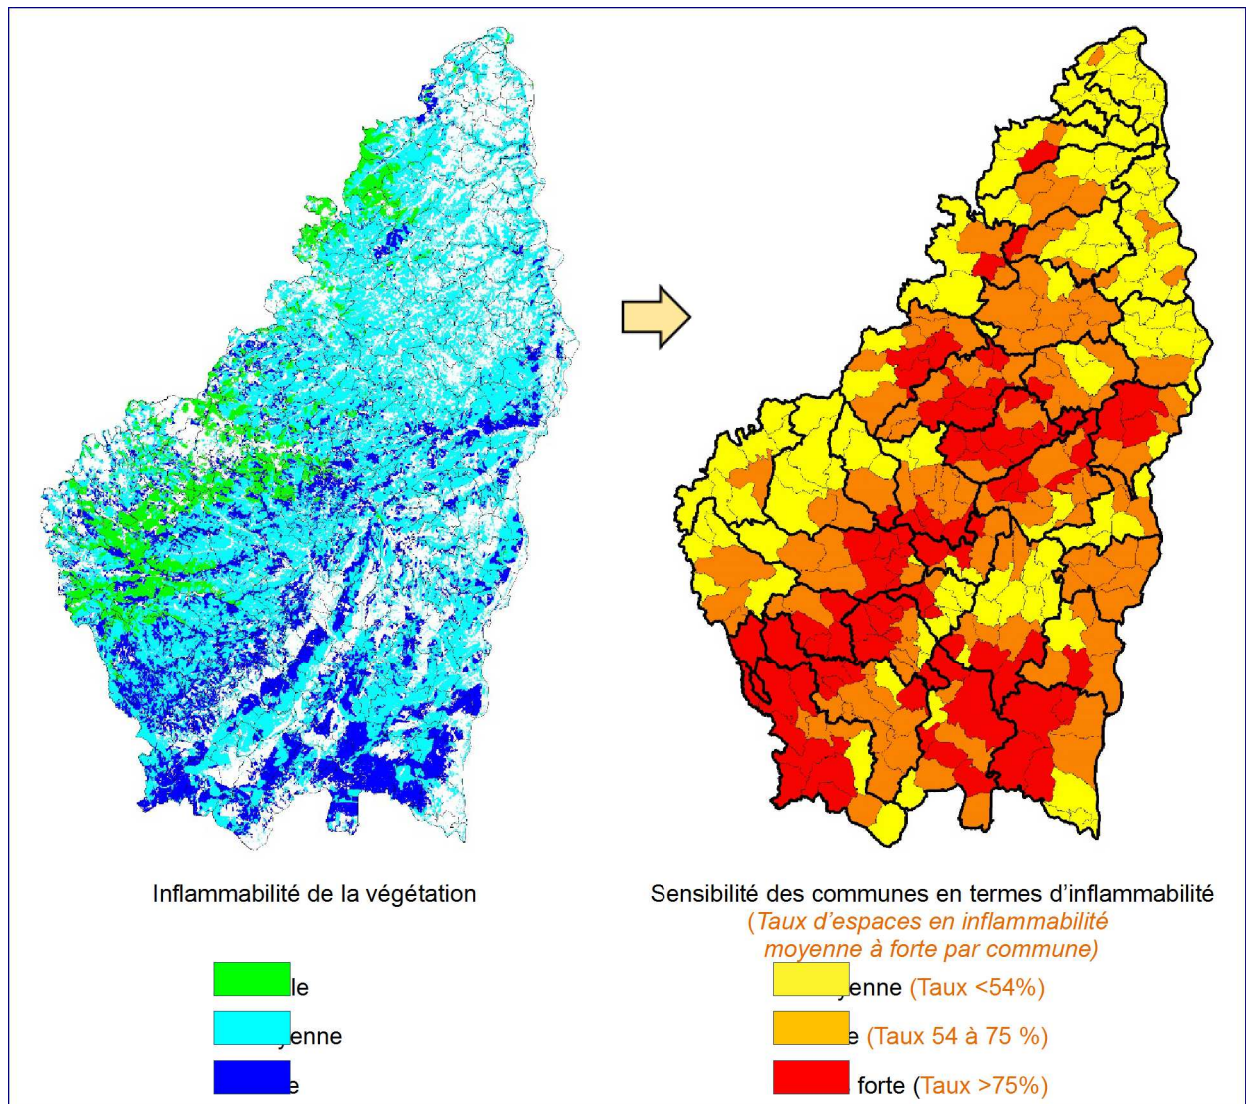 Inflammabilité de la végétation
Sensibilité des communes en termes d'inflammabilité
(Taux d'espaces en inflammabilité
moyenne à forte par commune)
le
yenne
e
yenne (Taux <54%)
e (Taux 54 à 75 %)
forte (Taux >75%)